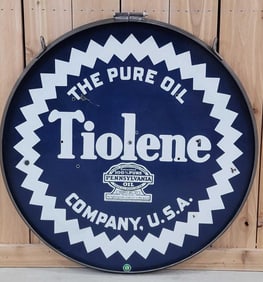 THE PURE OIL
Tiolene
100% PURE
PENNSYLVANIA
OIL
COMPANY, U.S.A.